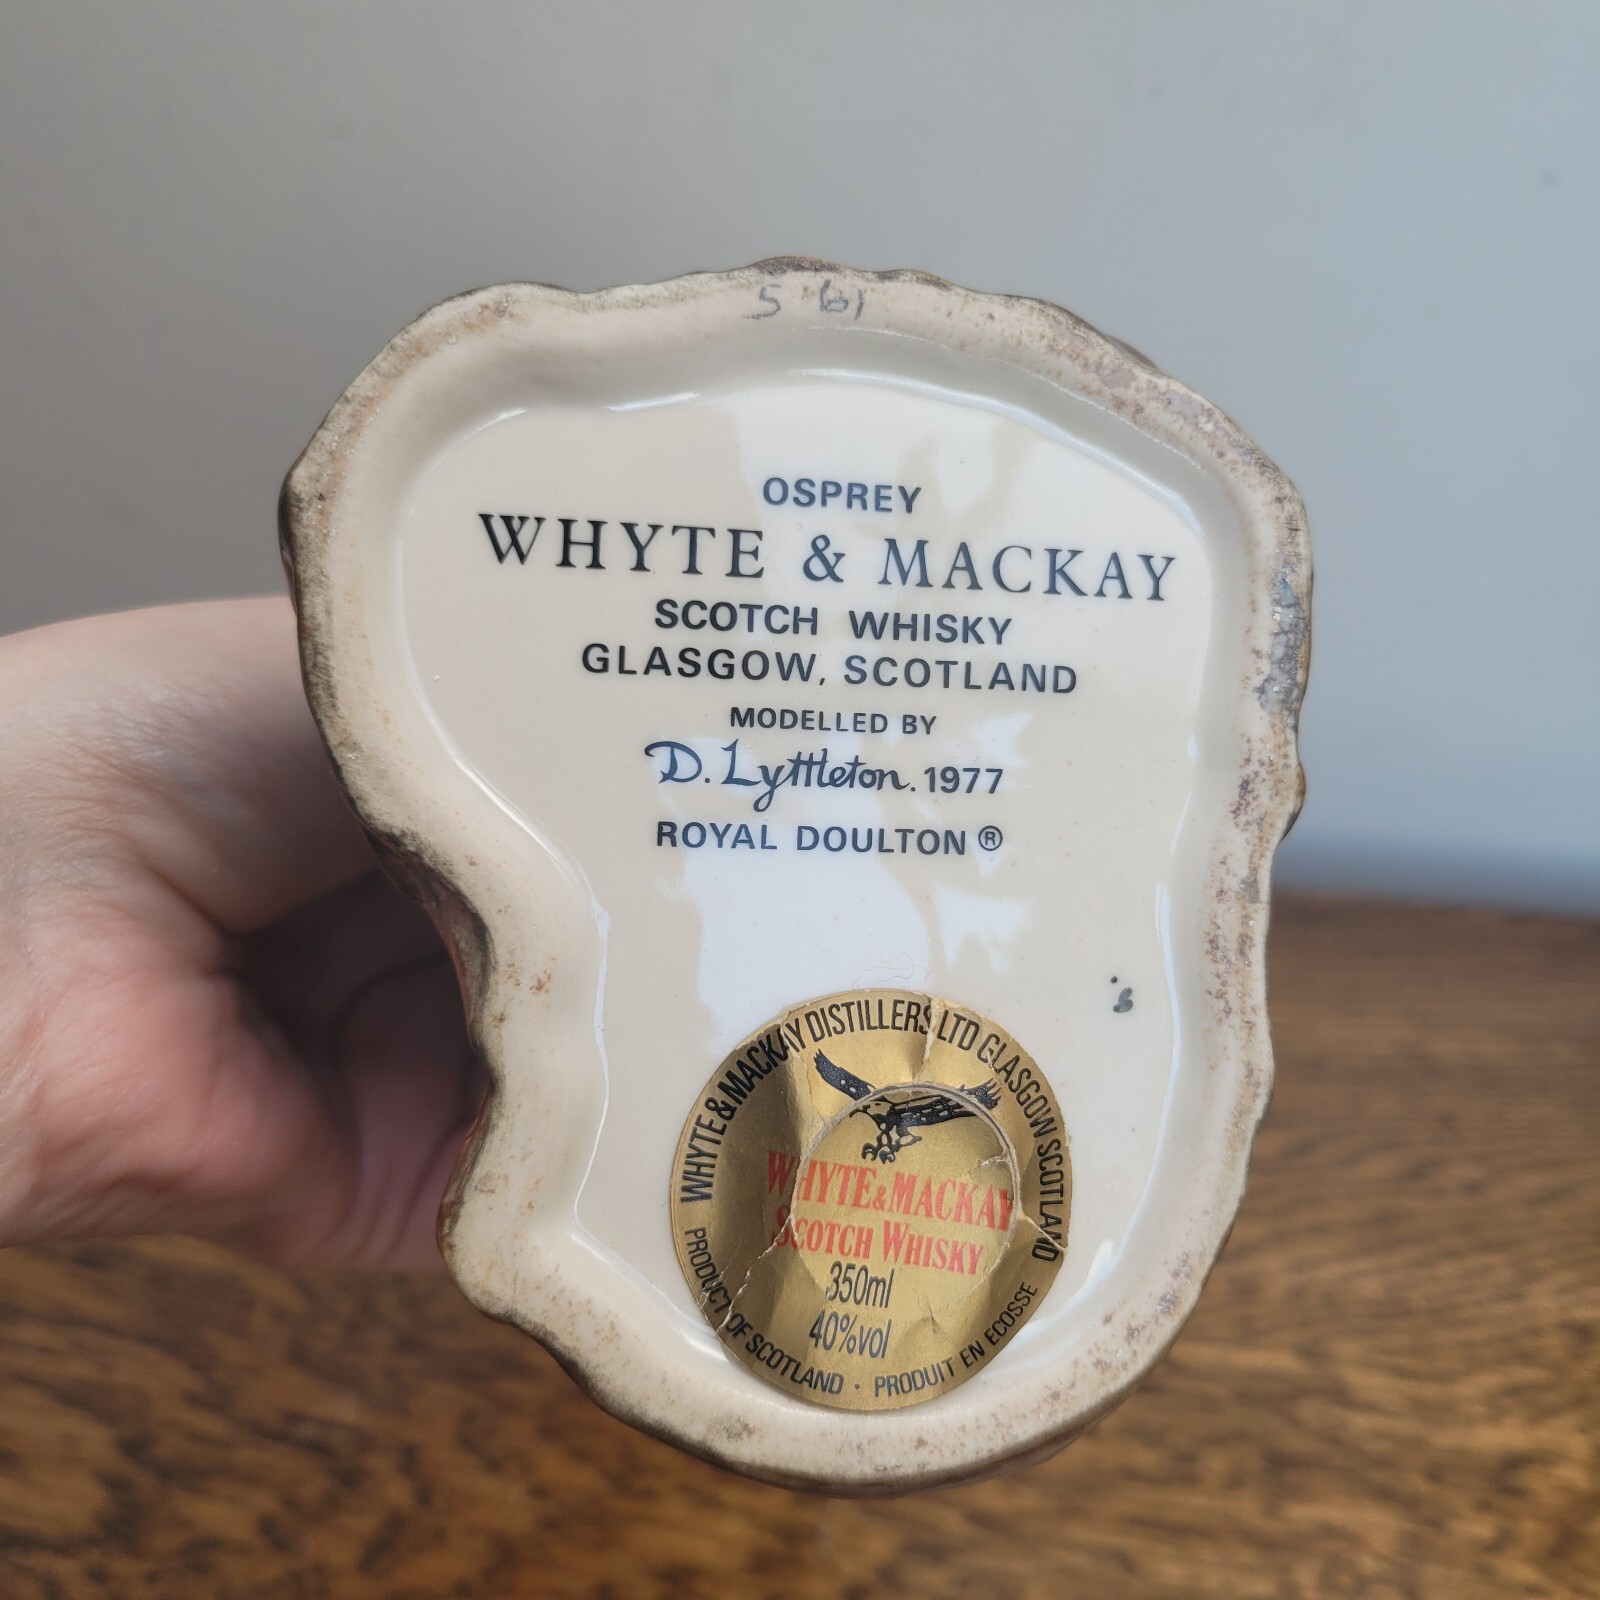 5 61
OSPREY
WHYTE & MACKAY
SCOTCH WHISKY
GLASGOW, SCOTLAND
MODELLED BY
D. Lyttleton. 1977
ROYAL DOULTON ®
WHYTE & MACKAY DISTILLERS LTD GLASGOW SCOTLAND
WHYTE & MACKAY
SCOTCH WHISKY
350ml
40%vol
PRODUCT OF SCOTLAND · PRODUIT EN ECOSSE